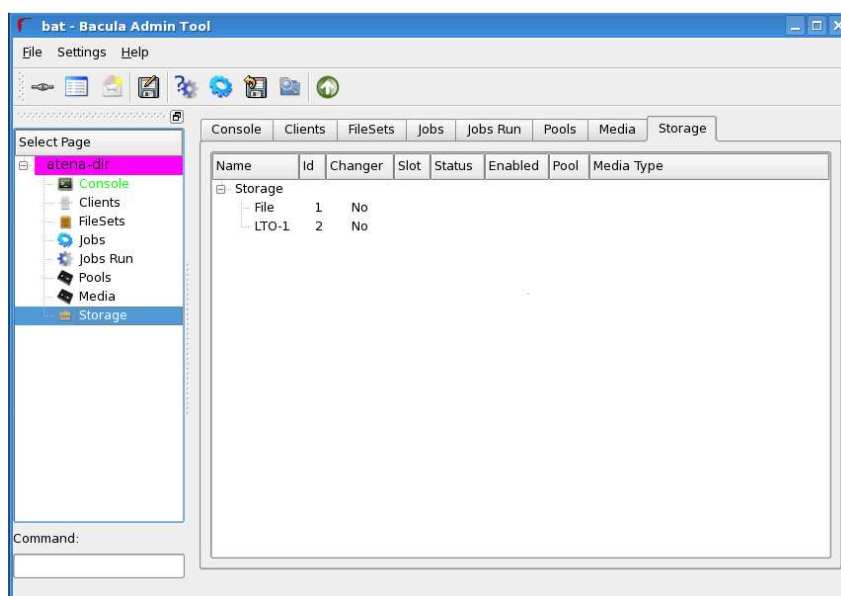 bat - Bacula Admin Tool
File Settings Help
Select Page
atena-dir
Console
Clients
FileSets
Jobs
Jobs Run
Pools
Media
Storage
Command:
Console Clients FileSets Jobs Jobs Run Pools Media Storage
Name Id Changer Slot Status Enabled Pool Media Type
Storage
File 1 No
LTO-1 2 No